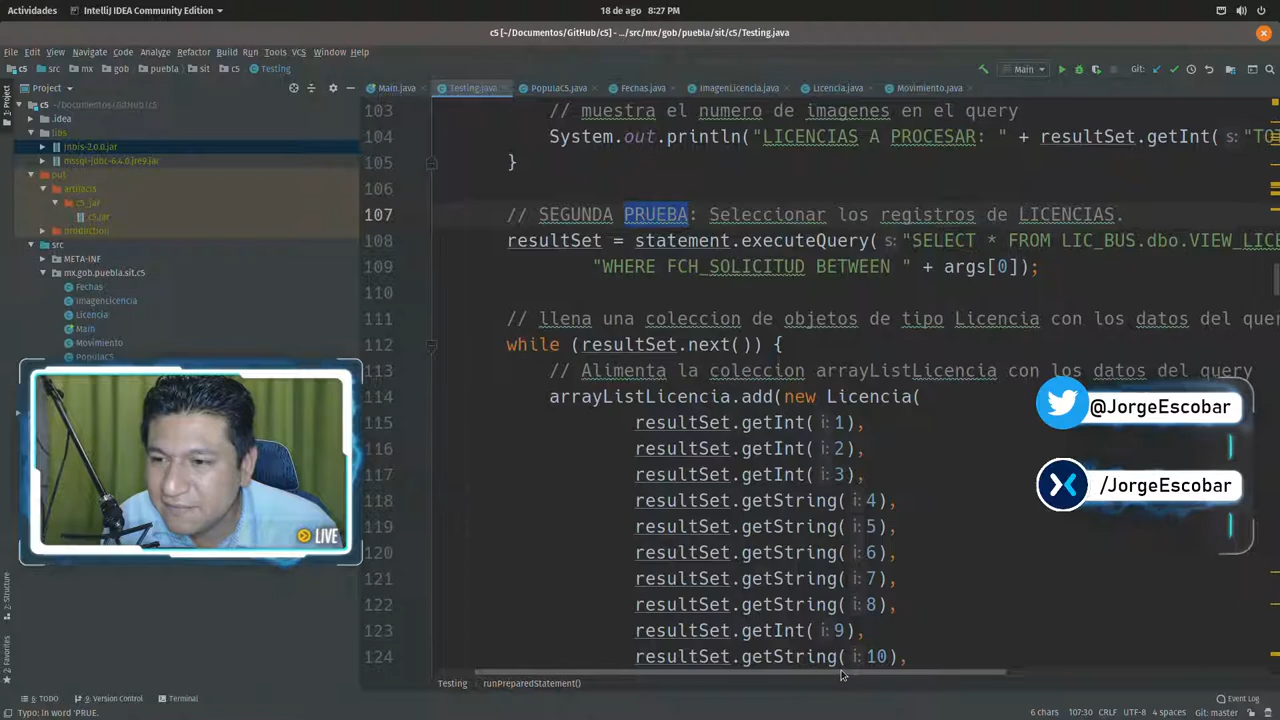 Actividades
IntelliJ IDEA Community Edition
18 de ago 8:27 PM
c5 [~/Documentos/GitHub/c5] - .../src/mx/gob/puebla/sit/c5/Testing.java
File Edit View Navigate Code Analyze Refactor Build Run Tools VCS Window Help
c5 src mx gob puebla sit c5 Testing
Main
Git:
Project
Main.java Testing.java PopulaC5.java Fechas.java ImagenLicencia.java Licencia.java Movimiento.java
1: Project
c5 ~/Documentos/GitHub/c5
.idea
libs
jnbis-2.0.0.jar
mssql-jdbc-6.4.0.jre9.jar
out
artifacts
c5_jar
c5.jar
production
src
META-INF
mx.gob.puebla.sit.c5
Fechas
ImagenLicencia
Licencia
Main
Movimiento
PopulaC5
103 // muestra el numero de imagenes en el query
104 System.out.println("LICENCIAS A PROCESAR: " + resultSet.getInt( s: "TO
105 }
106
107 // SEGUNDA PRUEBA: Seleccionar los registros de LICENCIAS.
108 resultSet = statement.executeQuery( s: "SELECT * FROM LIC_BUS.dbo.VIEW_LICE
109 "WHERE FCH_SOLICITUD BETWEEN " + args[0]);
110
111 // llena una coleccion de objetos de tipo Licencia con los datos del quer
112 while (resultSet.next()) {
113 // Alimenta la coleccion arrayListLicencia con los datos del query
114 arrayListLicencia.add(new Licencia(
115 resultSet.getInt( i: 1),
116 resultSet.getInt( i: 2),
117 resultSet.getInt( i: 3),
118 resultSet.getString( i: 4),
119 resultSet.getString( i: 5),
120 resultSet.getString( i: 6),
121 resultSet.getString( i: 7),
122 resultSet.getString( i: 8),
123 resultSet.getInt( i: 9),
124 resultSet.getString( i: 10),
LIVE
@JorgeEscobar
/JorgeEscobar
Z: Structure
2: Favorites
Testing runPreparedStatement()
6: TODO 9: Version Control Terminal
Event Log
Typo: In word 'PRUE.
6 chars 107:30 CRLF UTF-8 4 spaces Git: master